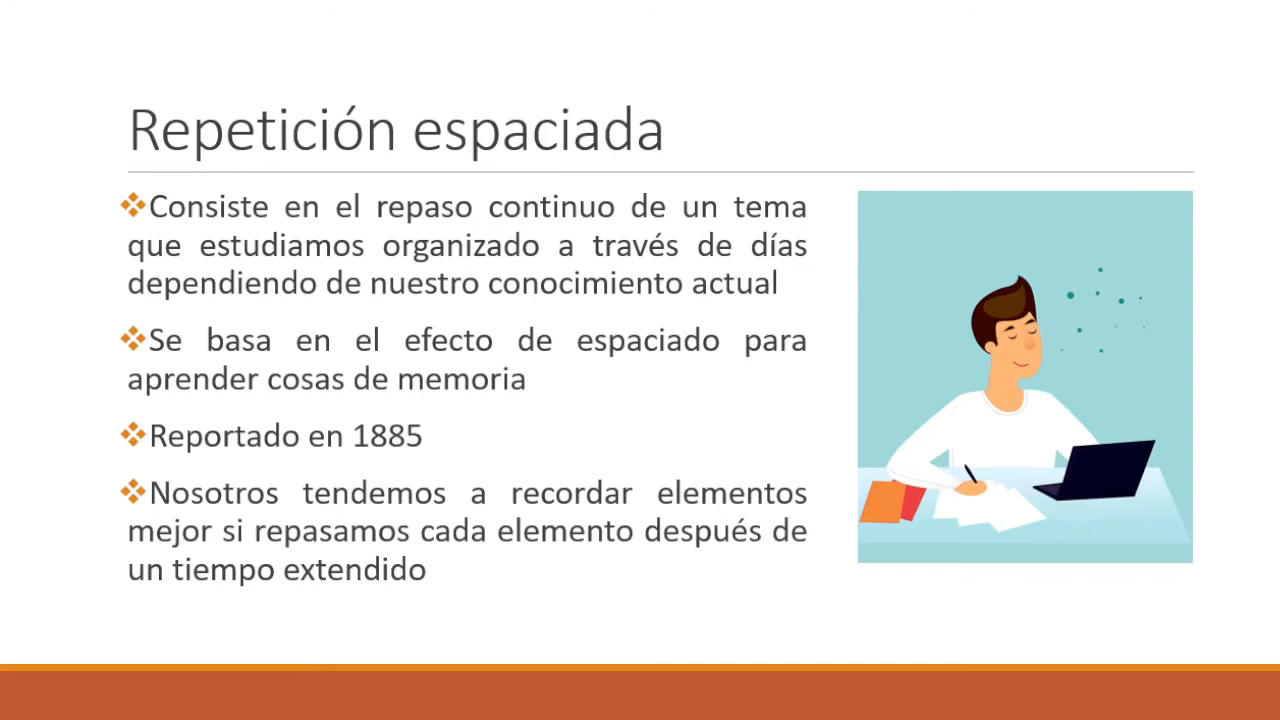 Repetición espaciada
❖Consiste en el repaso continuo de un tema
que estudiamos organizado a través de días
dependiendo de nuestro conocimiento actual
❖Se basa en el efecto de espaciado para
aprender cosas de memoria
❖Reportado en 1885
❖Nosotros tendemos a recordar elementos
mejor si repasamos cada elemento después de
un tiempo extendido